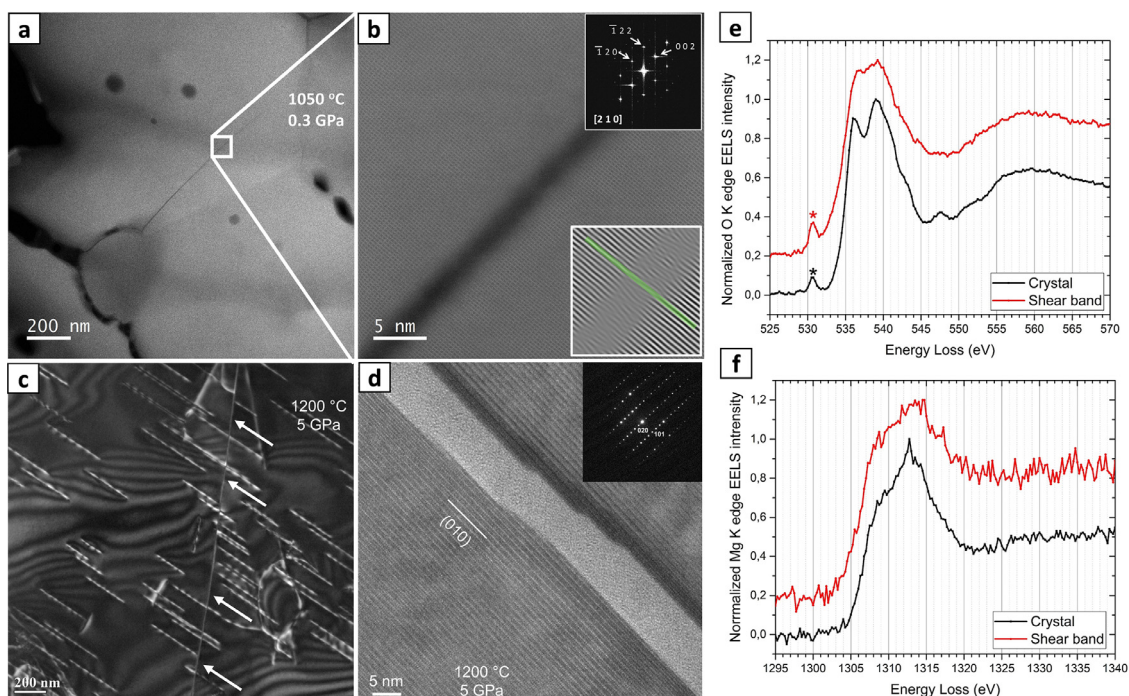 a
1050 °C
0.3 GPa
200 nm
b
1 2 2
1 2 0
0 0 2
[2 1 0]
5 nm
c
1200 °C
5 GPa
200 nm
d
020
101
(010)
1200 °C
5 GPa
5 nm
e
Normalized O K edge EELS intensity
1,2
1,0
0,8
0,6
0,4
0,2
0,0
*
*
Crystal
Shear band
525 530 535 540 545 550 555 560 565 570
Energy Loss (eV)
f
Normnalized Mg K edge EELS intrensity
1,2
1,0
0,8
0,6
0,4
0,2
0,0
Crystal
Shear band
1295 1300 1305 1310 1315 1320 1325 1330 1335 1340
Energy Loss (eV)